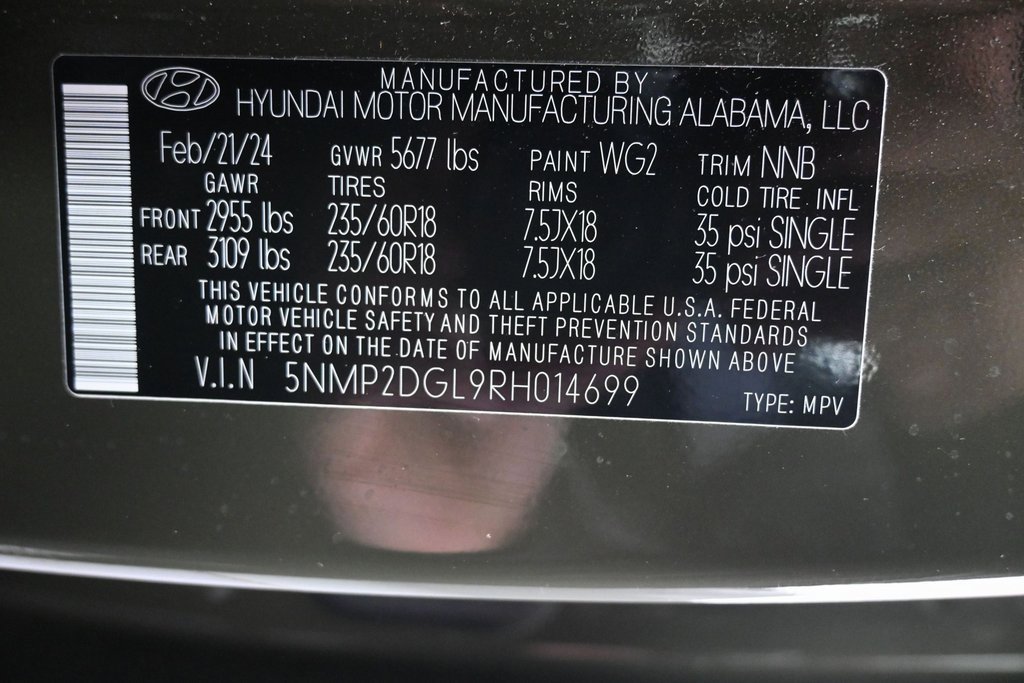 MANUFACTURED BY
HYUNDAI MOTOR MANUFACTURING ALABAMA, LLC
Feb/21/24 GVWR 5677 lbs PAINT WG2 TRIM NNB
GAWR TIRES RIMS COLD TIRE INFL
FRONT 2955 lbs 235/60R18 7.5JX18 35 psi SINGLE
REAR 3109 lbs 235/60R18 7.5JX18 35 psi SINGLE
THIS VEHICLE CONFORMS TO ALL APPLICABLE U.S.A. FEDERAL
MOTOR VEHICLE SAFETY AND THEFT PREVENTION STANDARDS
IN EFFECT ON THE DATE OF MANUFACTURE SHOWN ABOVE
V.I.N 5NMP2DGL9RH014699 TYPE: MPV